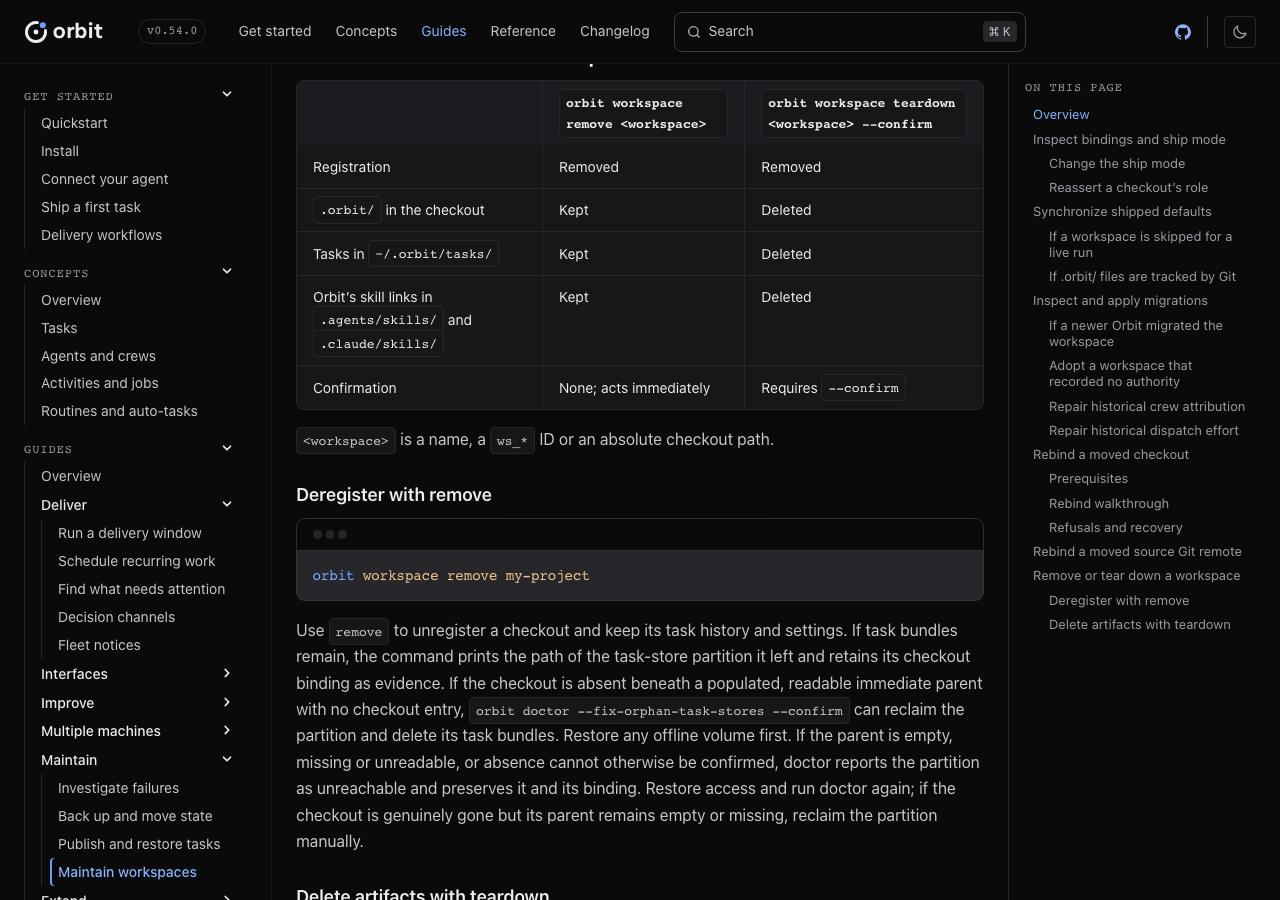 orbit
v0.54.0
Get started
Concepts
Guides
Reference
Changelog
Search
⌘ K
GET STARTED
Quickstart
Install
Connect your agent
Ship a first task
Delivery workflows
CONCEPTS
Overview
Tasks
Agents and crews
Activities and jobs
Routines and auto-tasks
GUIDES
Overview
Deliver
Run a delivery window
Schedule recurring work
Find what needs attention
Decision channels
Fleet notices
Interfaces
Improve
Multiple machines
Maintain
Investigate failures
Back up and move state
Publish and restore tasks
Maintain workspaces
Extend
orbit workspace
remove <workspace>
orbit workspace teardown
<workspace> --confirm
Registration
Removed
Removed
.orbit/ in the checkout
Kept
Deleted
Tasks in ~/.orbit/tasks/
Kept
Deleted
Orbit’s skill links in
.agents/skills/ and
.claude/skills/
Kept
Deleted
Confirmation
None; acts immediately
Requires --confirm
<workspace> is a name, a ws_* ID or an absolute checkout path.
Deregister with remove
orbit workspace remove my-project
Use remove to unregister a checkout and keep its task history and settings. If task bundles
remain, the command prints the path of the task-store partition it left and retains its checkout
binding as evidence. If the checkout is absent beneath a populated, readable immediate parent
with no checkout entry, orbit doctor --fix-orphan-task-stores --confirm can reclaim the
partition and delete its task bundles. Restore any offline volume first. If the parent is empty,
missing or unreadable, or absence cannot otherwise be confirmed, doctor reports the partition
as unreachable and preserves it and its binding. Restore access and run doctor again; if the
checkout is genuinely gone but its parent remains empty or missing, reclaim the partition
manually.
Delete artifacts with teardown
ON THIS PAGE
Overview
Inspect bindings and ship mode
Change the ship mode
Reassert a checkout’s role
Synchronize shipped defaults
If a workspace is skipped for a
live run
If .orbit/ files are tracked by Git
Inspect and apply migrations
If a newer Orbit migrated the
workspace
Adopt a workspace that
recorded no authority
Repair historical crew attribution
Repair historical dispatch effort
Rebind a moved checkout
Prerequisites
Rebind walkthrough
Refusals and recovery
Rebind a moved source Git remote
Remove or tear down a workspace
Deregister with remove
Delete artifacts with teardown